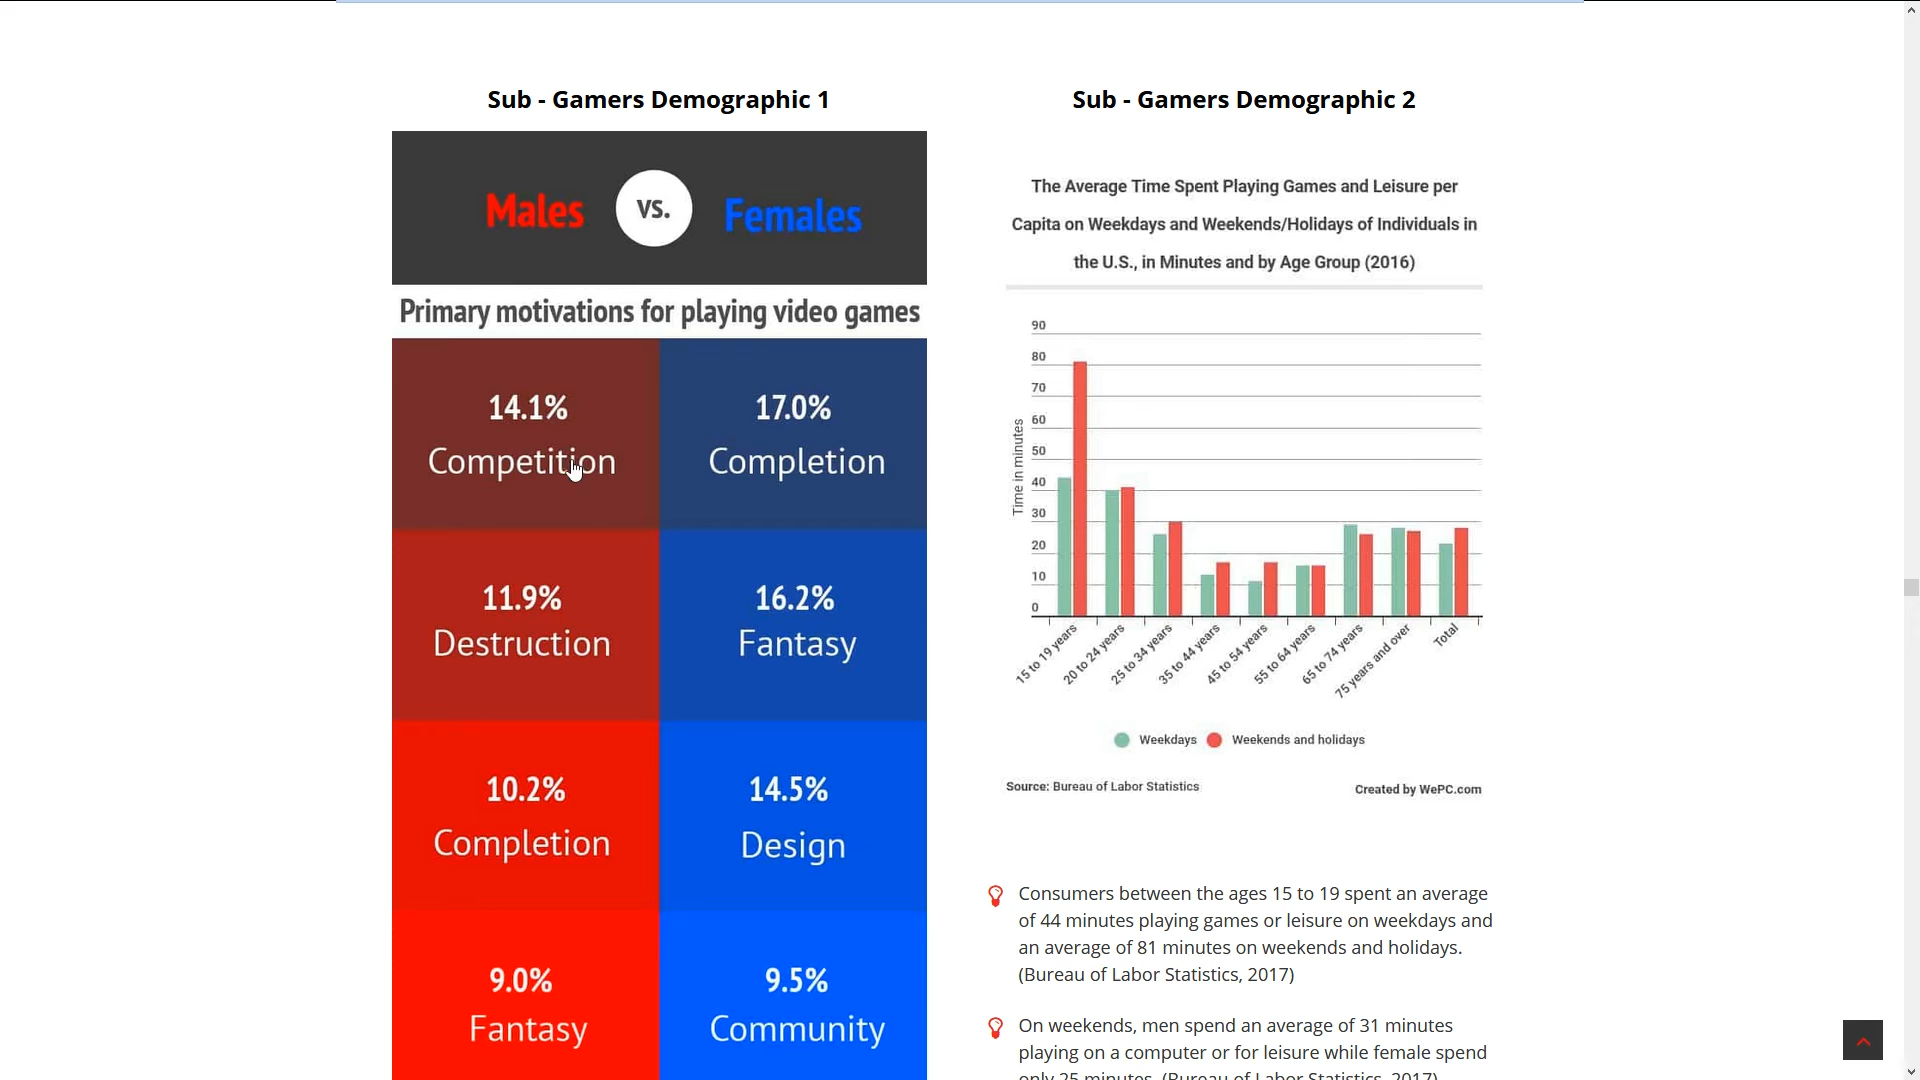 Sub - Gamers Demographic 1
Males
VS.
Females
Primary motivations for playing video games
14.1%
Competition
17.0%
Completion
11.9%
Destruction
16.2%
Fantasy
10.2%
Completion
14.5%
Design
9.0%
Fantasy
9.5%
Community
Sub - Gamers Demographic 2
The Average Time Spent Playing Games and Leisure per
Capita on Weekdays and Weekends/Holidays of Individuals in
the U.S., in Minutes and by Age Group (2016)
Time in minutes
90
80
70
60
50
40
30
20
10
0
15 to 19 years
20 to 24 years
25 to 34 years
35 to 44 years
45 to 54 years
55 to 64 years
65 to 74 years
75 years and over
Total
Weekdays
Weekends and holidays
Source: Bureau of Labor Statistics
Created by WePC.com
Consumers between the ages 15 to 19 spent an average
of 44 minutes playing games or leisure on weekdays and
an average of 81 minutes on weekends and holidays.
(Bureau of Labor Statistics, 2017)
On weekends, men spend an average of 31 minutes
playing on a computer or for leisure while female spend
only 25 minutes. (Bureau of Labor Statistics, 2017)